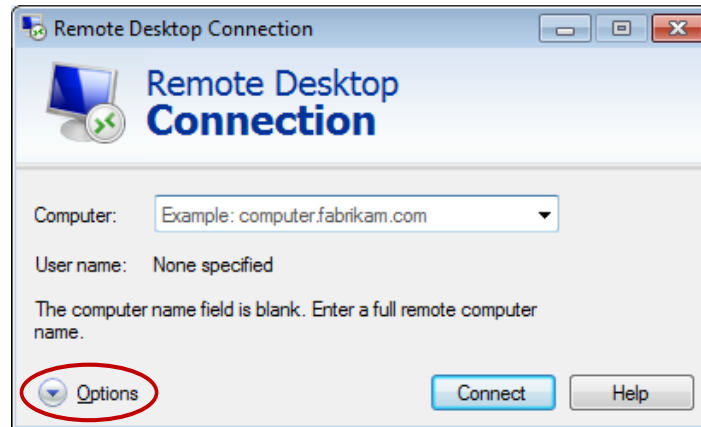 Remote Desktop Connection
Remote Desktop
Connection
Computer: Example: computer.fabrikam.com
User name: None specified
The computer name field is blank. Enter a full remote computer
name.
Options Connect Help